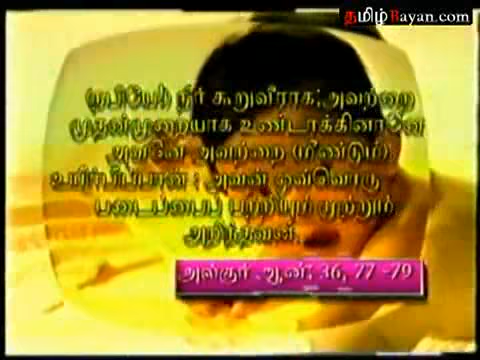 தமிழ்Rayan.com
(நபியே!) நீர் கூறுவீராக; அவற்றை
முதன்முறையாக உண்டாக்கினானே
அவனே, அவற்றை (மீண்டும்)
உயிர்ப்பிப்பான் ; அவன் ஒவ்வொரு
படைப்பைப் பற்றியும் முற்றும்
அறிந்தவன்.
அல்குர் ஆன்: 36, 77 -79